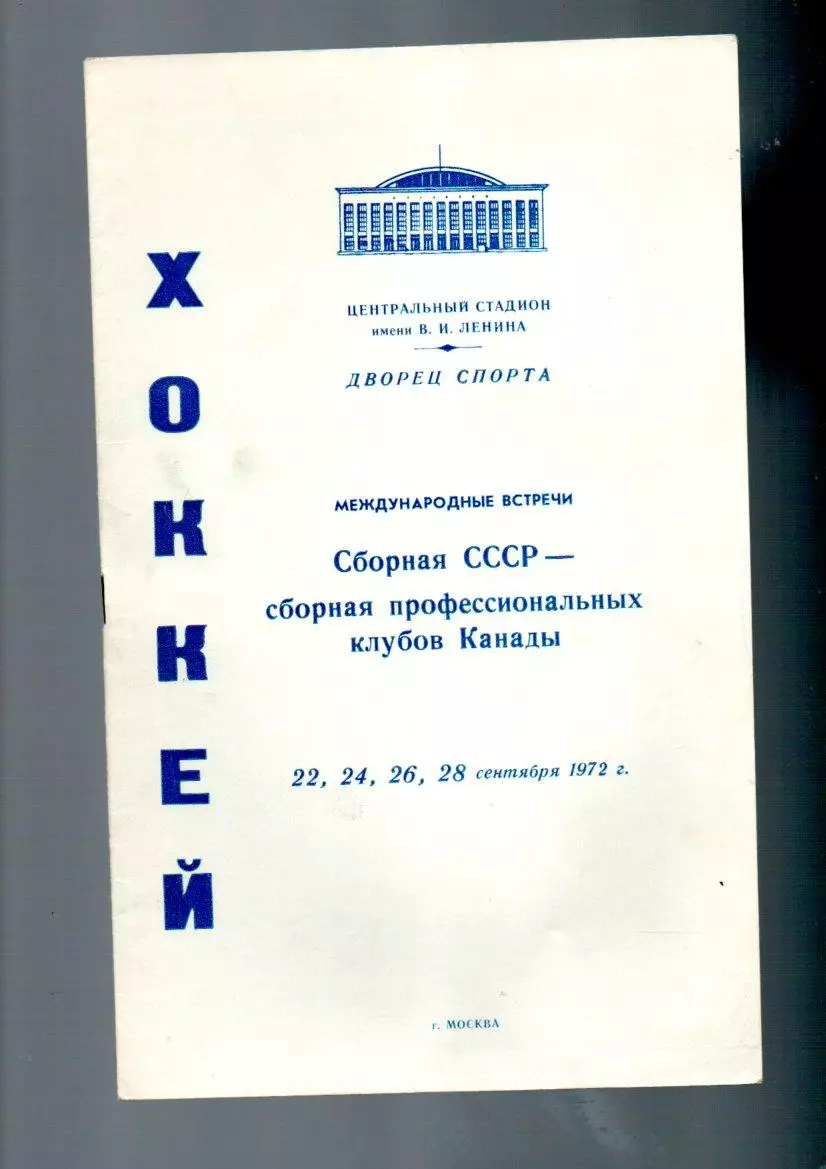 ХОККЕЙ
ЦЕНТРАЛЬНЫЙ СТАДИОН
имени В. И. ЛЕНИНА
ДВОРЕЦ СПОРТА
МЕЖДУНАРОДНЫЕ ВСТРЕЧИ
Сборная СССР —
сборная профессиональных
клубов Канады
22, 24, 26, 28 сентября 1972 г.
г. МОСКВА